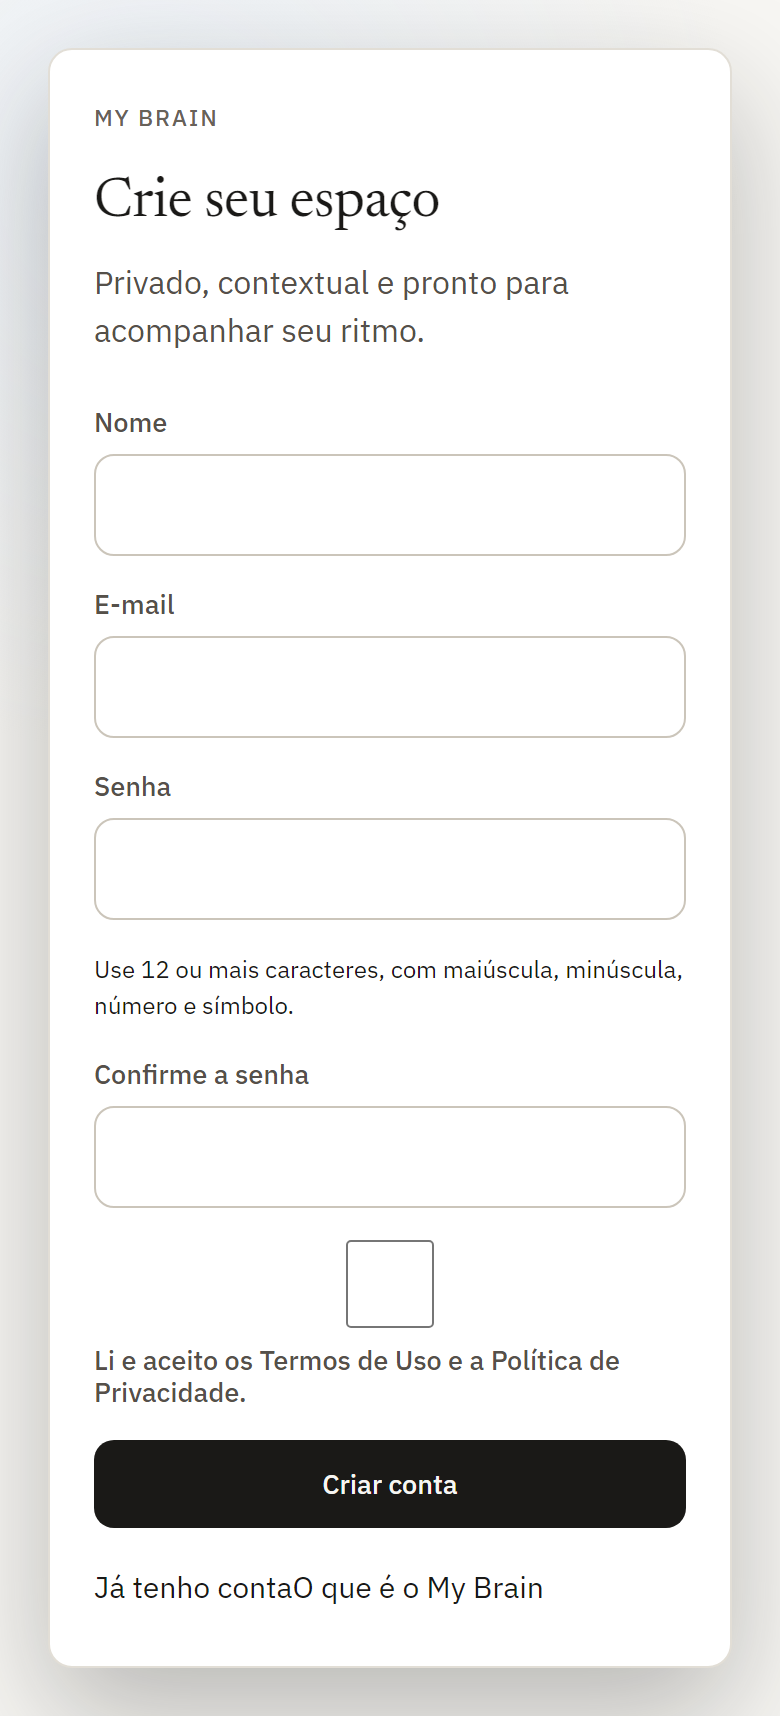 MY BRAIN
Crie seu espaço
Privado, contextual e pronto para
acompanhar seu ritmo.
Nome
E-mail
Senha
Use 12 ou mais caracteres, com maiúscula, minúscula,
número e símbolo.
Confirme a senha
Li e aceito os Termos de Uso e a Política de
Privacidade.
Criar conta
Já tenho contaO que é o My Brain